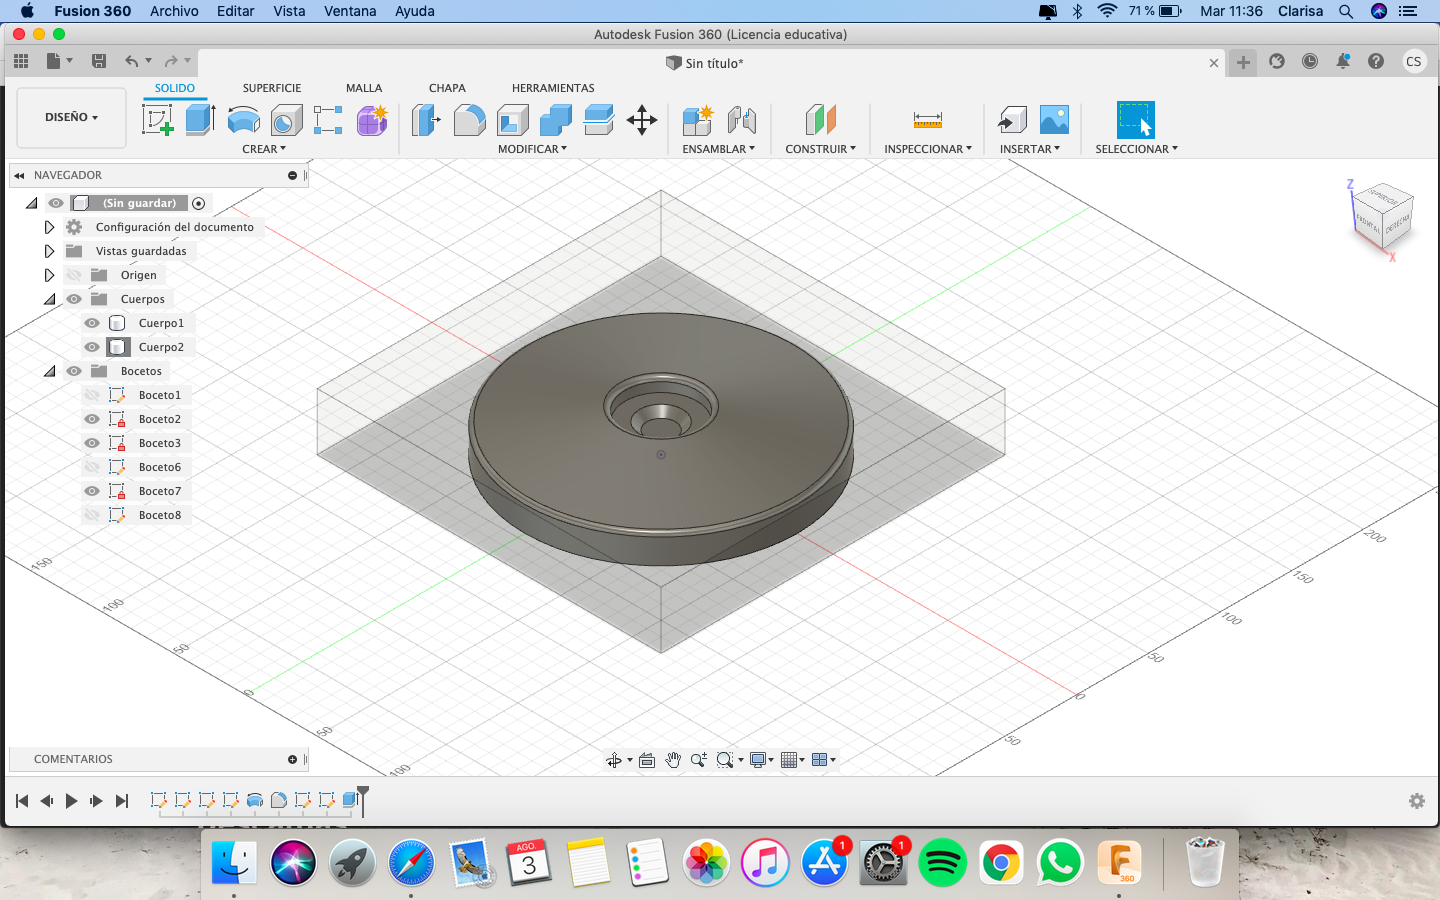 Fusion 360 Archivo Editar Vista Ventana Ayuda 71 % Mar 11:36 Clarisa
Autodesk Fusion 360 (Licencia educativa)
Sin título*
CS
DISEÑO
SOLIDO SUPERFICIE MALLA CHAPA HERRAMIENTAS
CREAR MODIFICAR ENSAMBLAR CONSTRUIR INSPECCIONAR INSERTAR SELECCIONAR
NAVEGADOR
(Sin guardar)
Configuración del documento
Vistas guardadas
Origen
Cuerpos
Cuerpo1
Cuerpo2
Bocetos
Boceto1
Boceto2
Boceto3
Boceto6
Boceto7
Boceto8
Z
SUPERIOR
FRONTAL
DERECHA
X
150
100
50
0
50
100
200
150
100
50
0
50
COMENTARIOS
AGO.
3
1
1
360